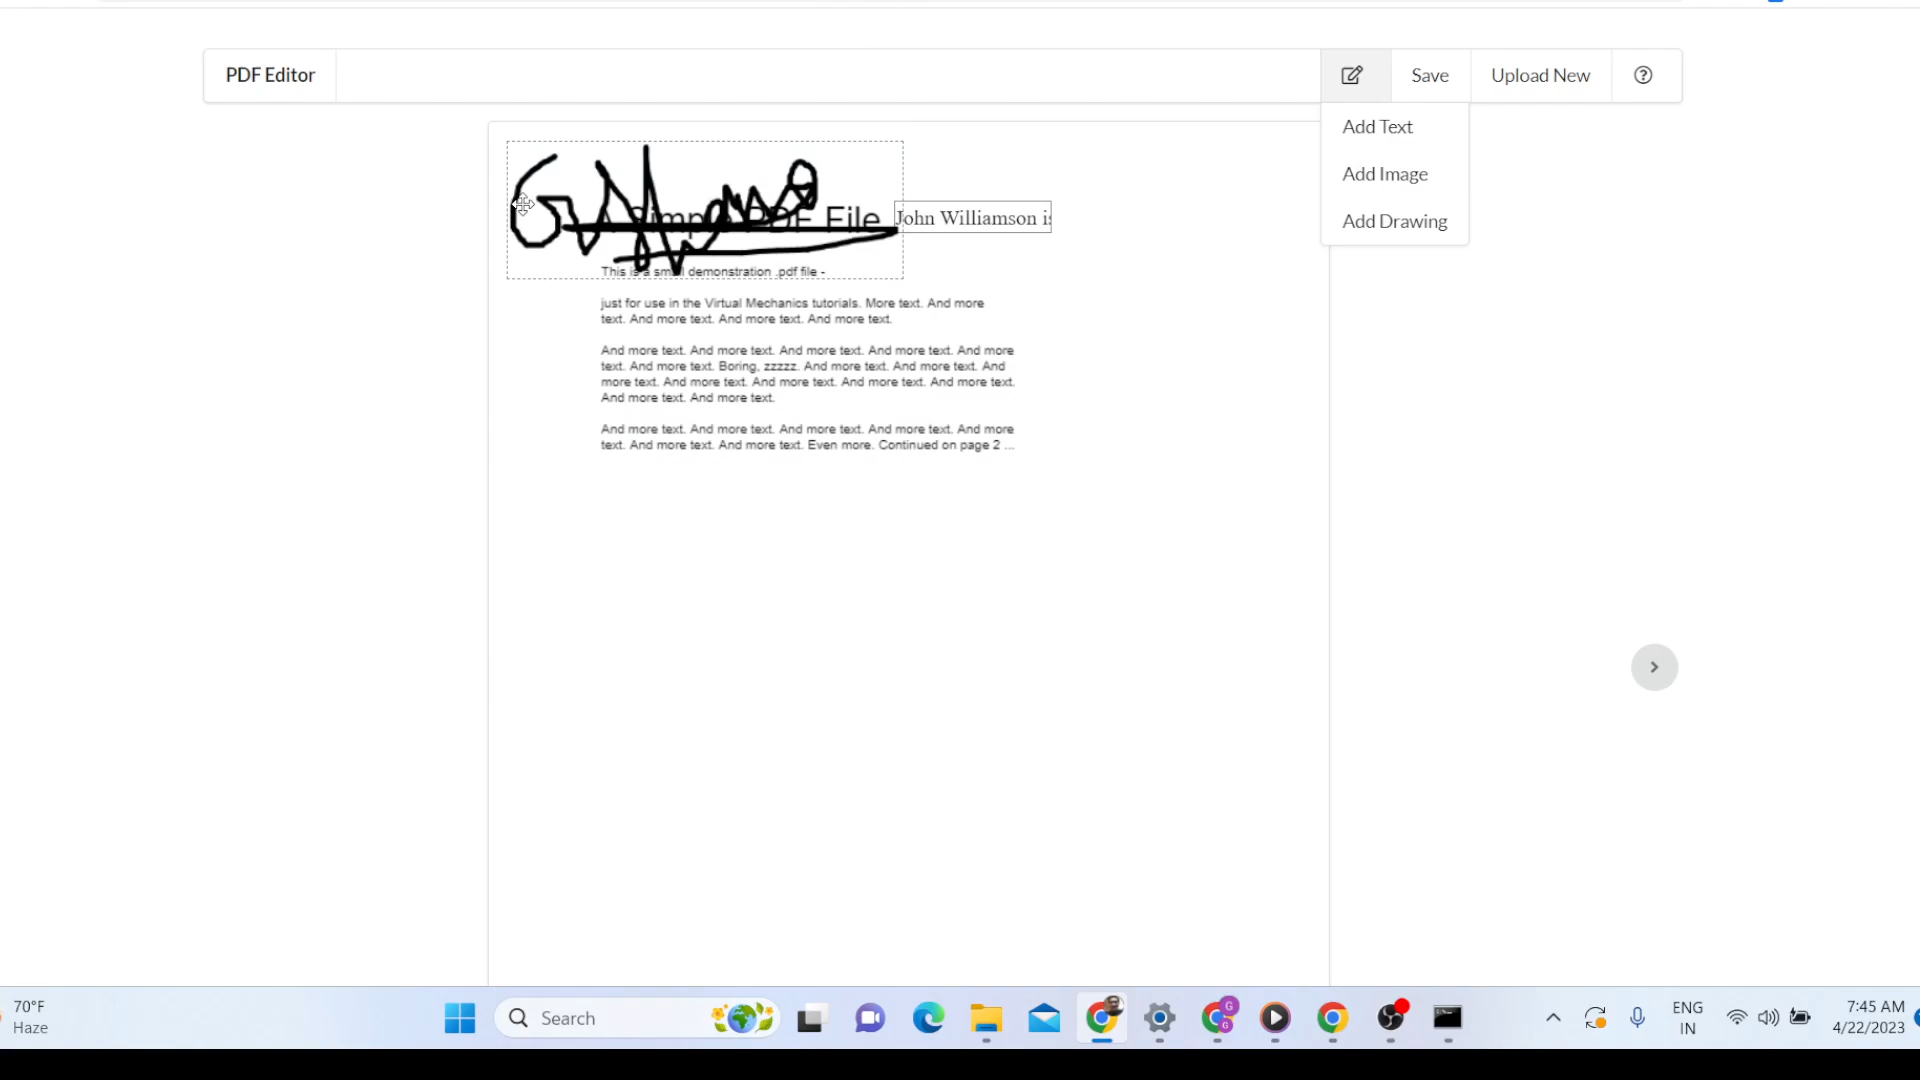 PDF Editor
Save
Upload New
Add Text
Add Image
Add Drawing
A Simple PDF File
John Williamson is
This is a small demonstration .pdf file -
just for use in the Virtual Mechanics tutorials. More text. And more
text. And more text. And more text. And more text.
And more text. And more text. And more text. And more text. And more
text. And more text. Boring, zzzzz. And more text. And more text. And
more text. And more text. And more text. And more text. And more text.
And more text. And more text.
And more text. And more text. And more text. And more text. And more
text. And more text. And more text. Even more. Continued on page 2 ...
70°F
Haze
Search
ENG
IN
7:45 AM
4/22/2023